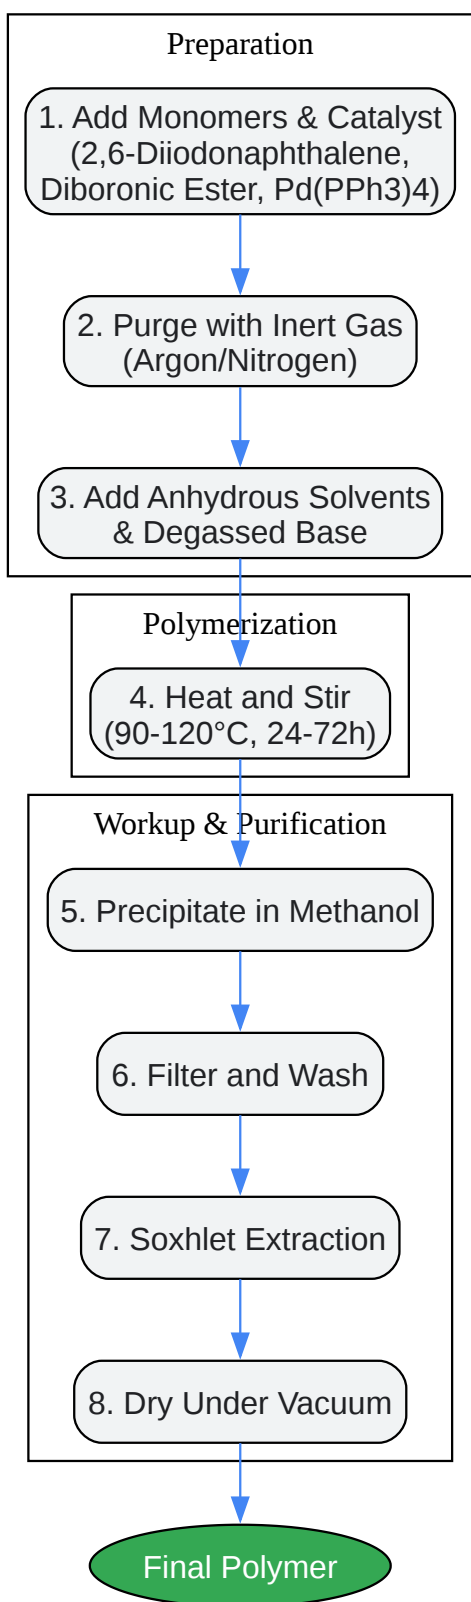 Preparation
1. Add Monomers & Catalyst
(2,6-Diiodonaphthalene,
Diboronic Ester, Pd(PPh3)4)
2. Purge with Inert Gas
(Argon/Nitrogen)
3. Add Anhydrous Solvents
& Degassed Base
Polymerization
4. Heat and Stir
(90-120°C, 24-72h)
Workup & Purification
5. Precipitate in Methanol
6. Filter and Wash
7. Soxhlet Extraction
8. Dry Under Vacuum
Final Polymer